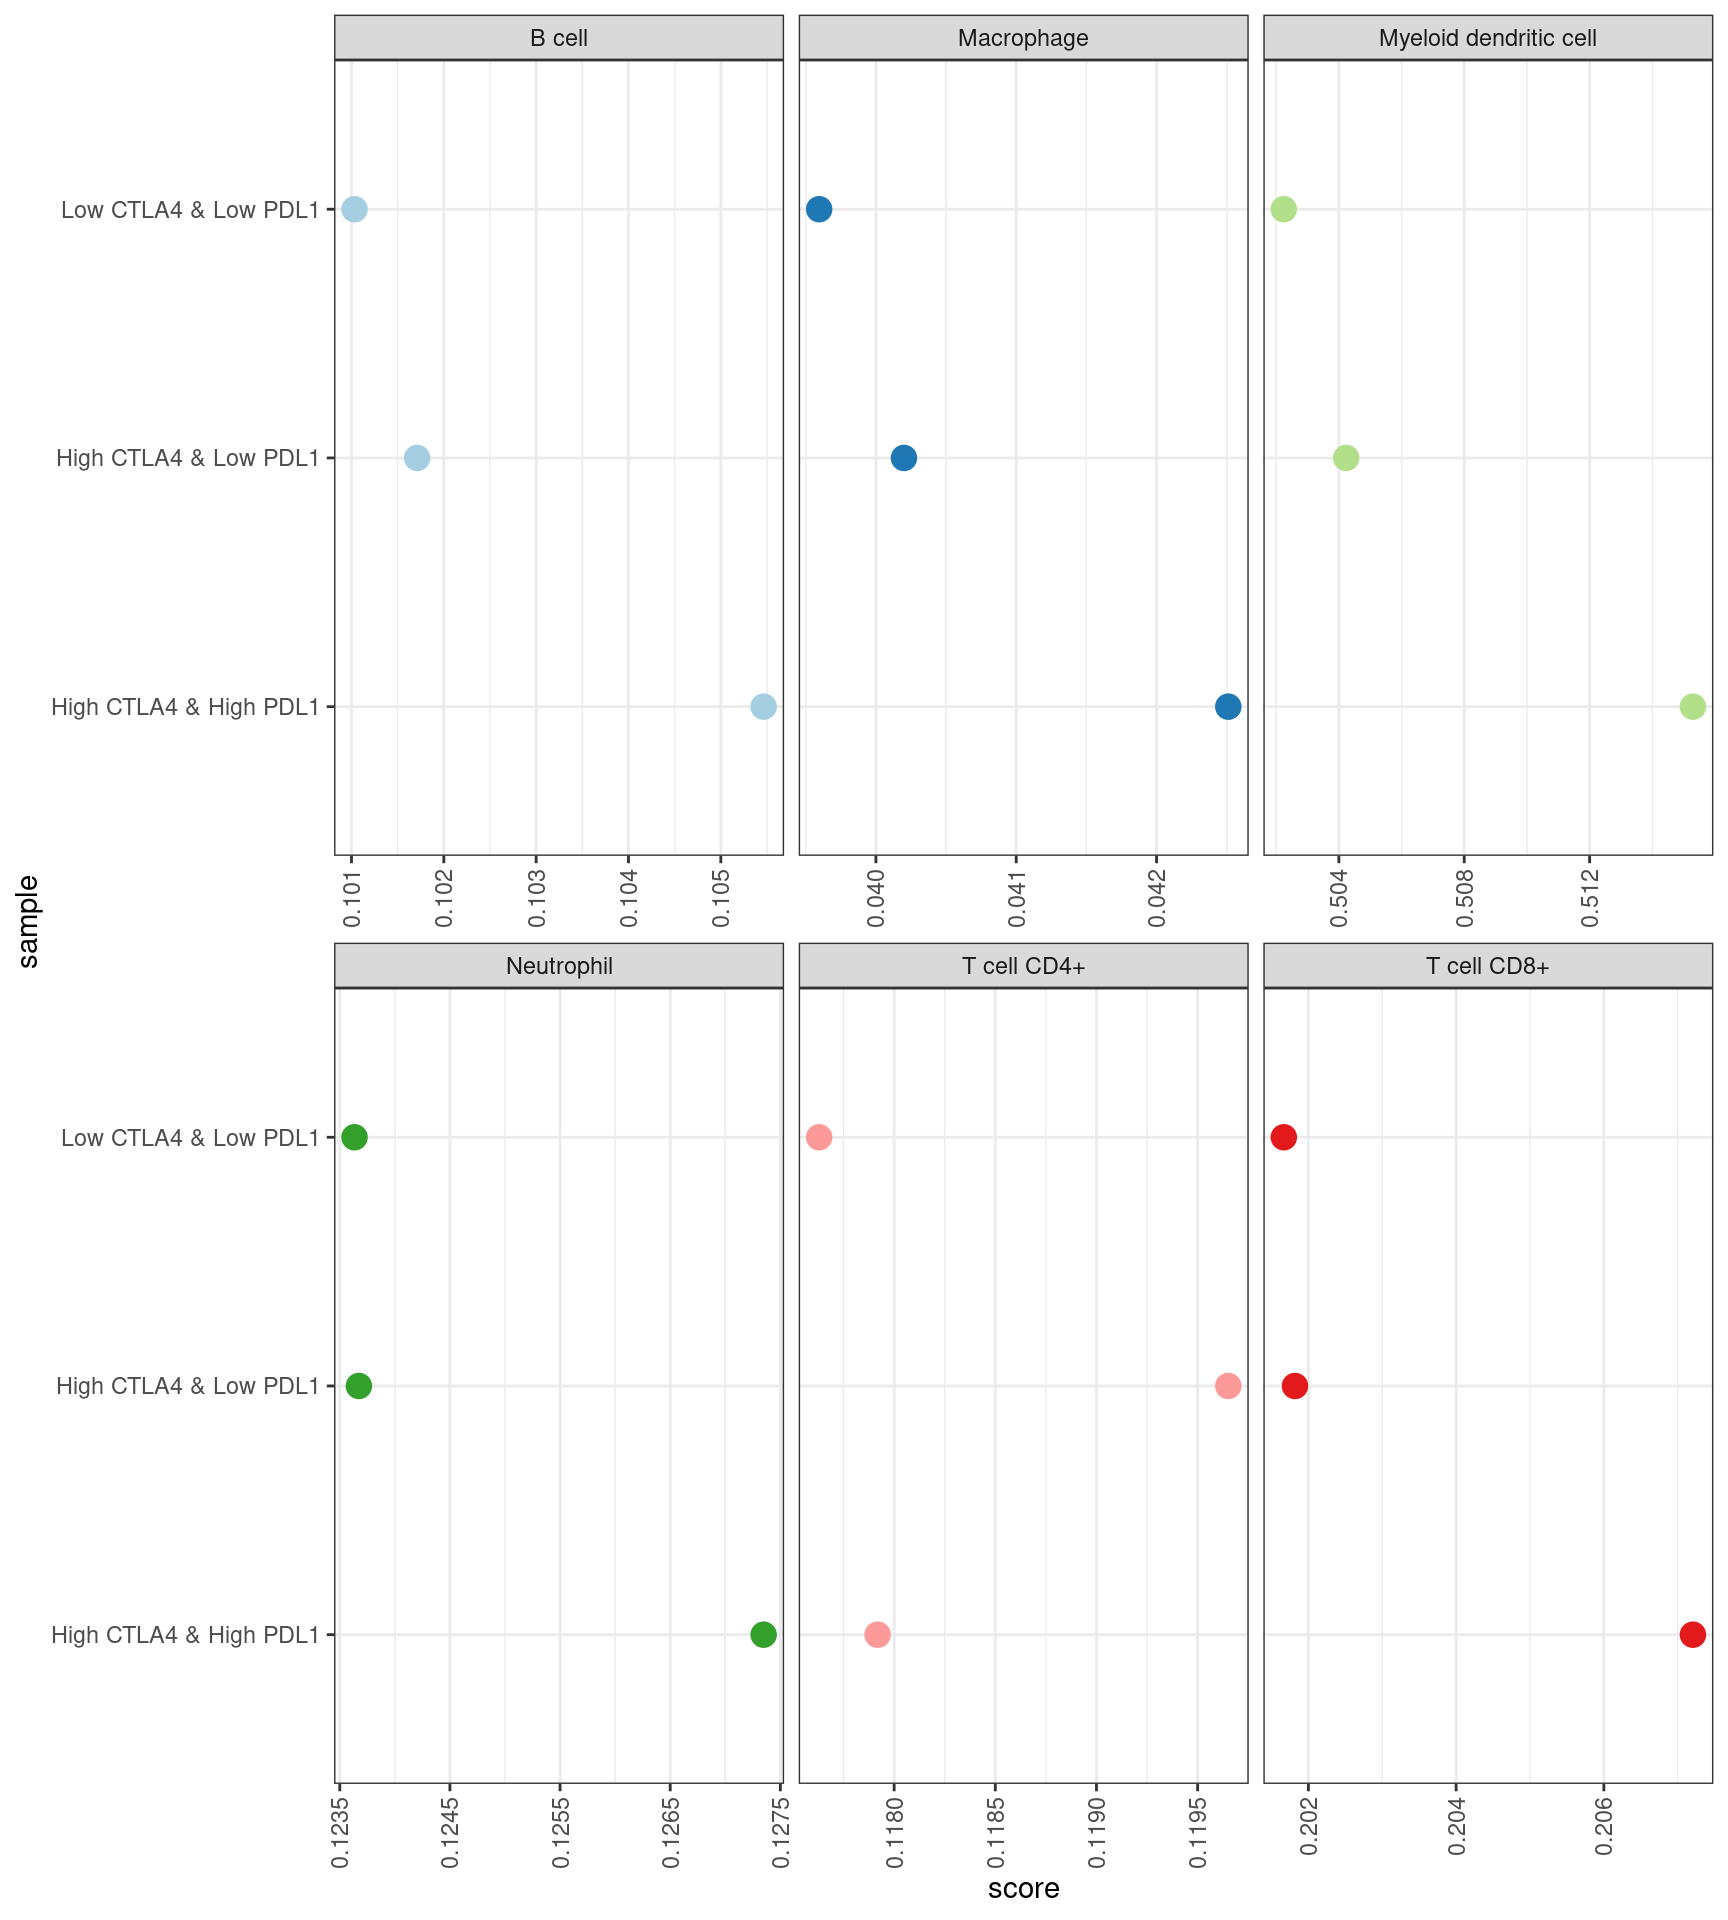 B cell
Macrophage
Myeloid dendritic cell
Low CTLA4 & Low PDL1
High CTLA4 & Low PDL1
High CTLA4 & High PDL1
0.101 0.102 0.103 0.104 0.105
0.040 0.041 0.042
0.504 0.508 0.512
sample
Neutrophil
T cell CD4+
T cell CD8+
Low CTLA4 & Low PDL1
High CTLA4 & Low PDL1
High CTLA4 & High PDL1
0.1235 0.1245 0.1255 0.1265 0.1275
0.1180 0.1185 0.1190 0.1195
0.202 0.204 0.206
score